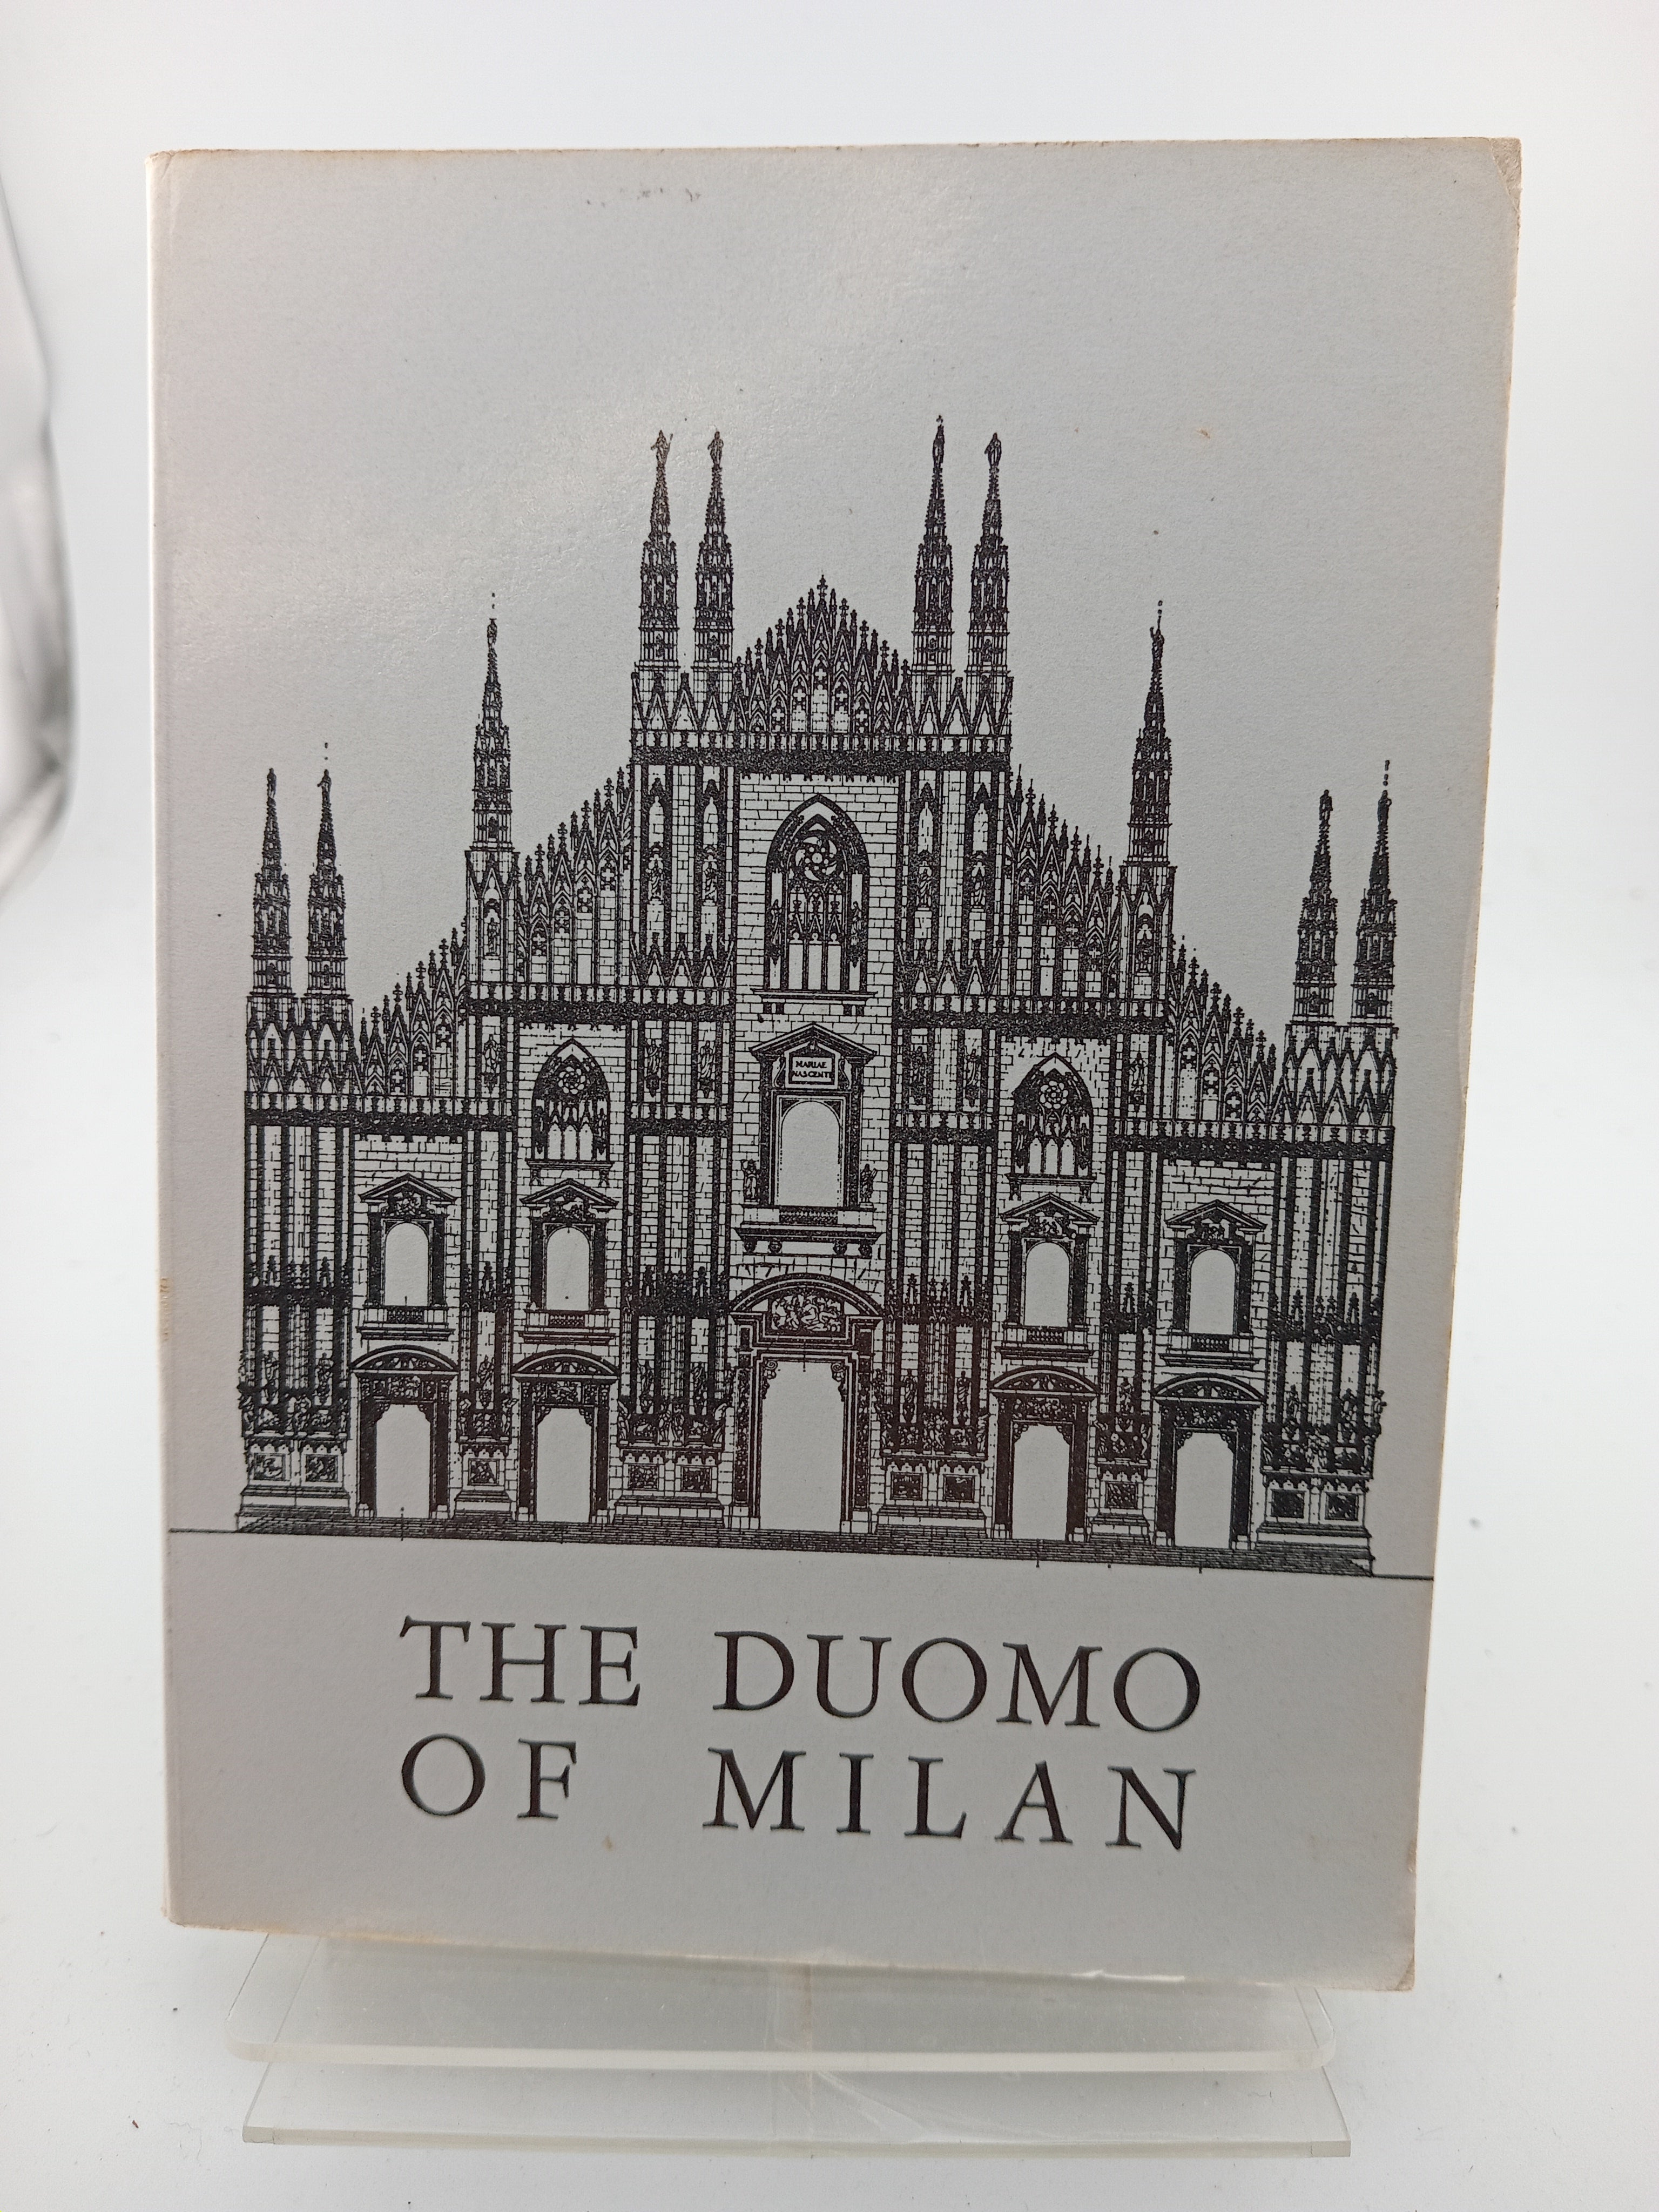 MARIAE
NASCENTI
THE DUOMO
OF MILAN